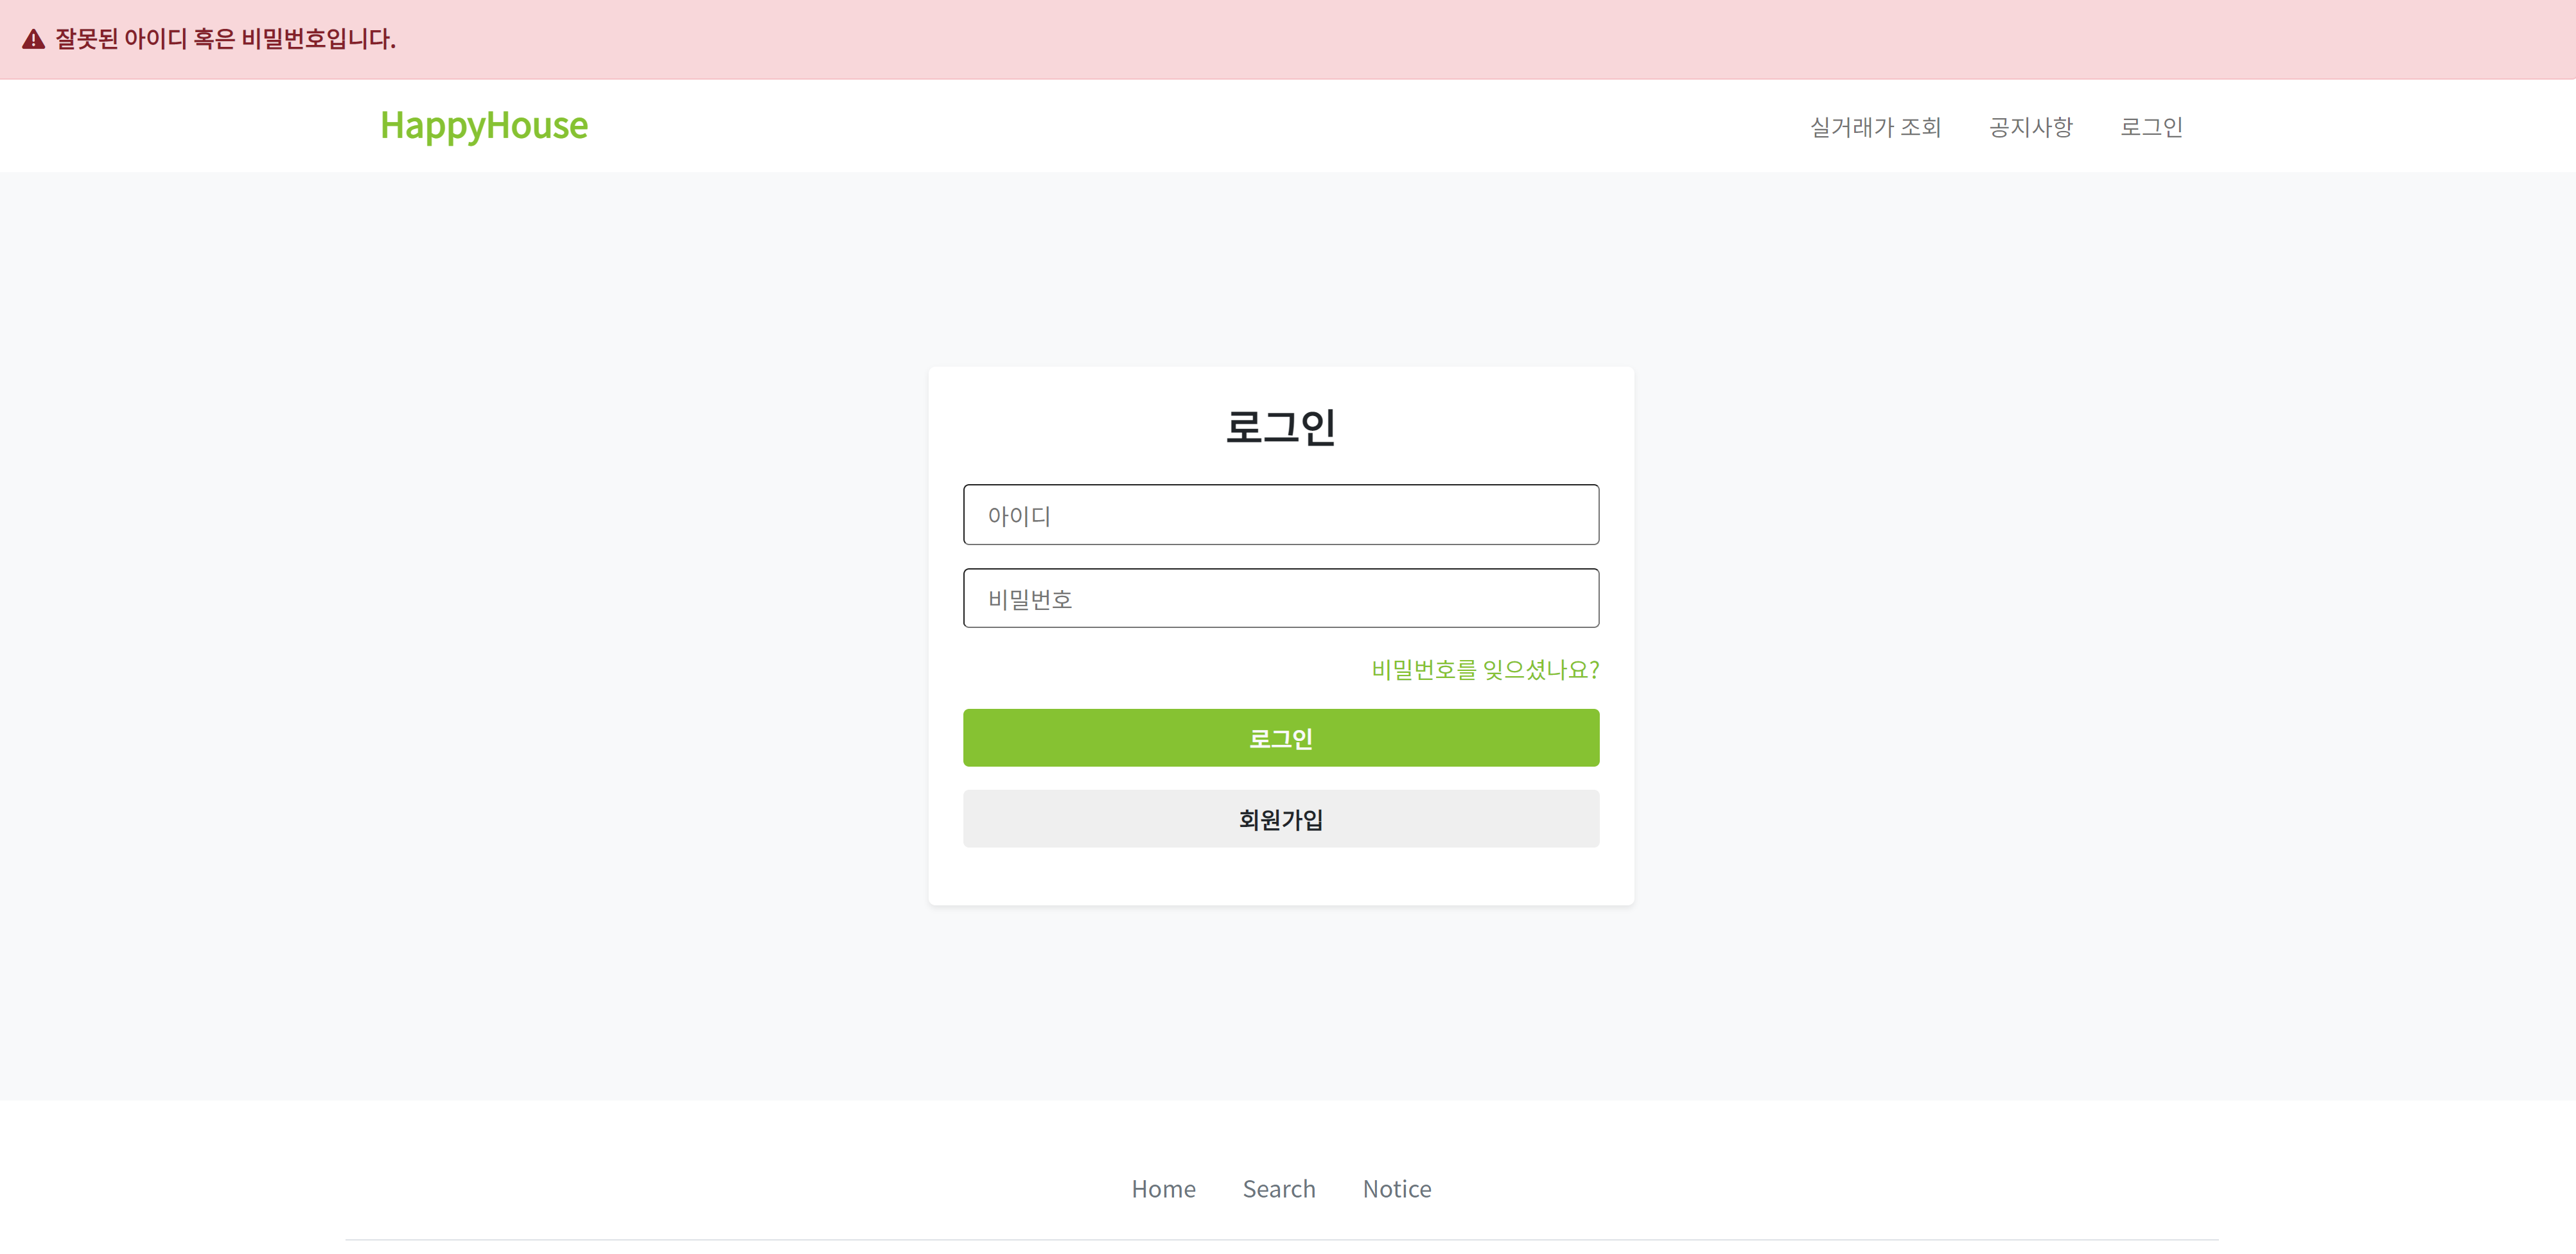 잘못된 아이디 혹은 비밀번호입니다.
HappyHouse 실거래가 조회 공지사항 로그인
로그인
아이디
비밀번호
비밀번호를 잊으셨나요?
로그인
회원가입
Home Search Notice